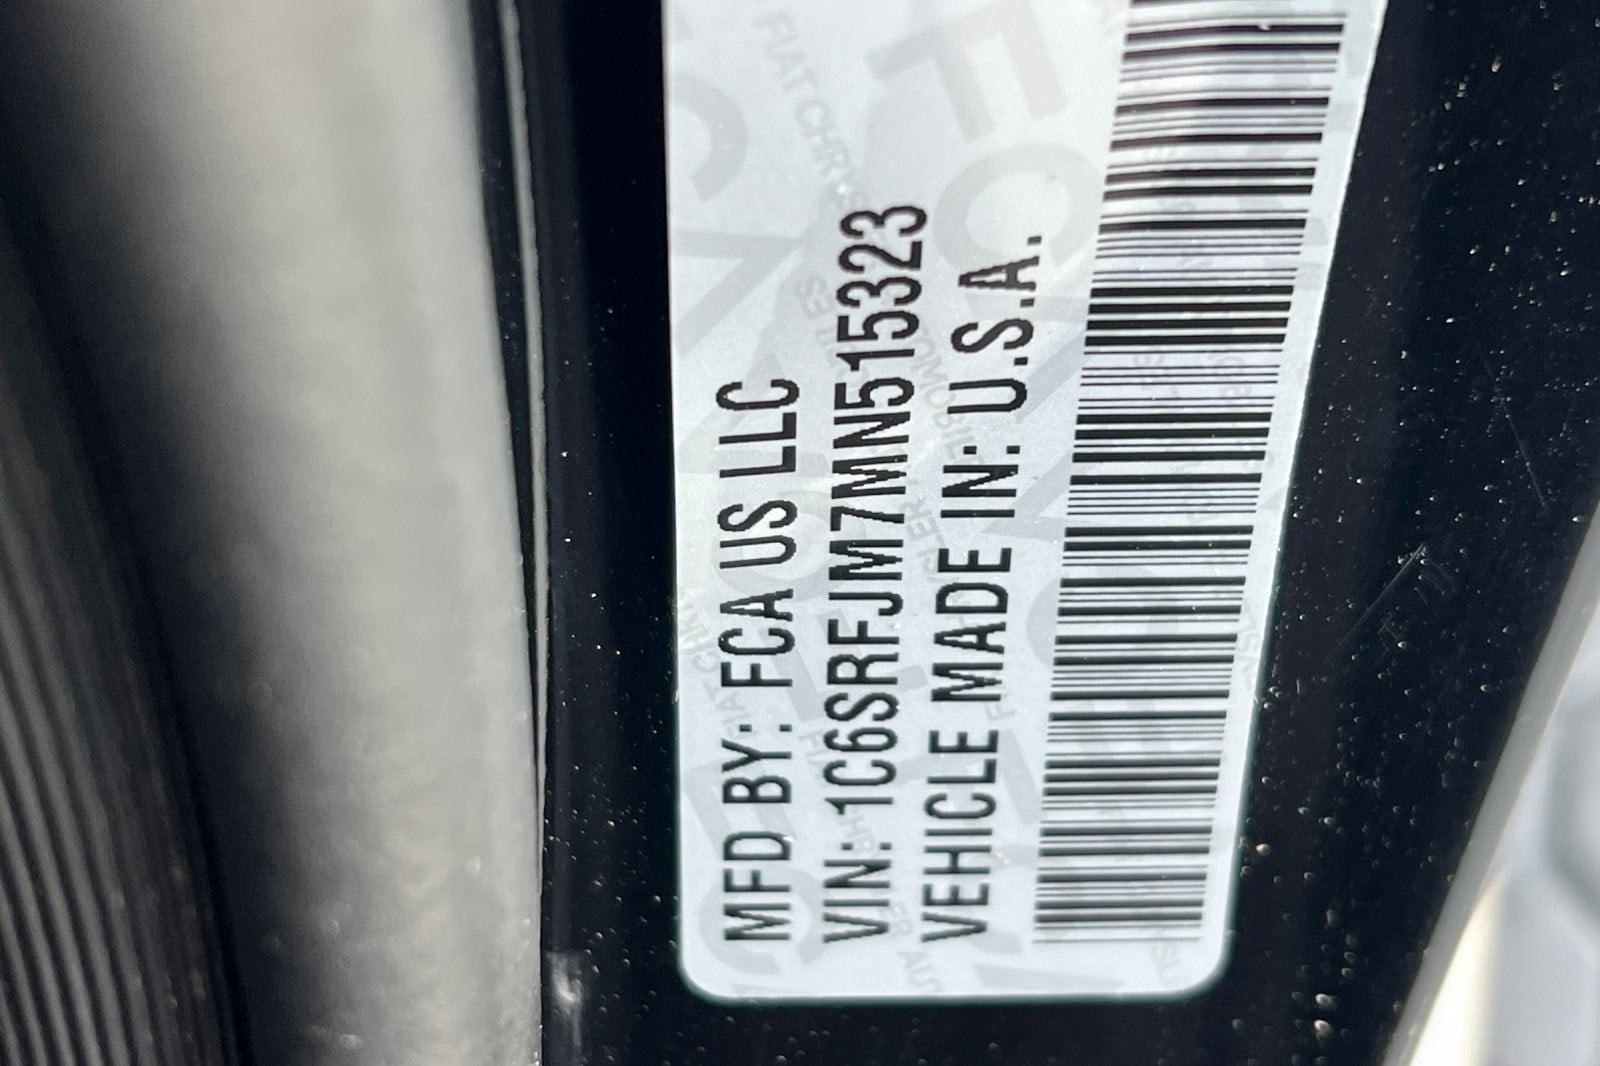 MFD BY: FCA US LLC
VIN: 1C6SRFJM7MN515323
VEHICLE MADE IN: U.S.A.